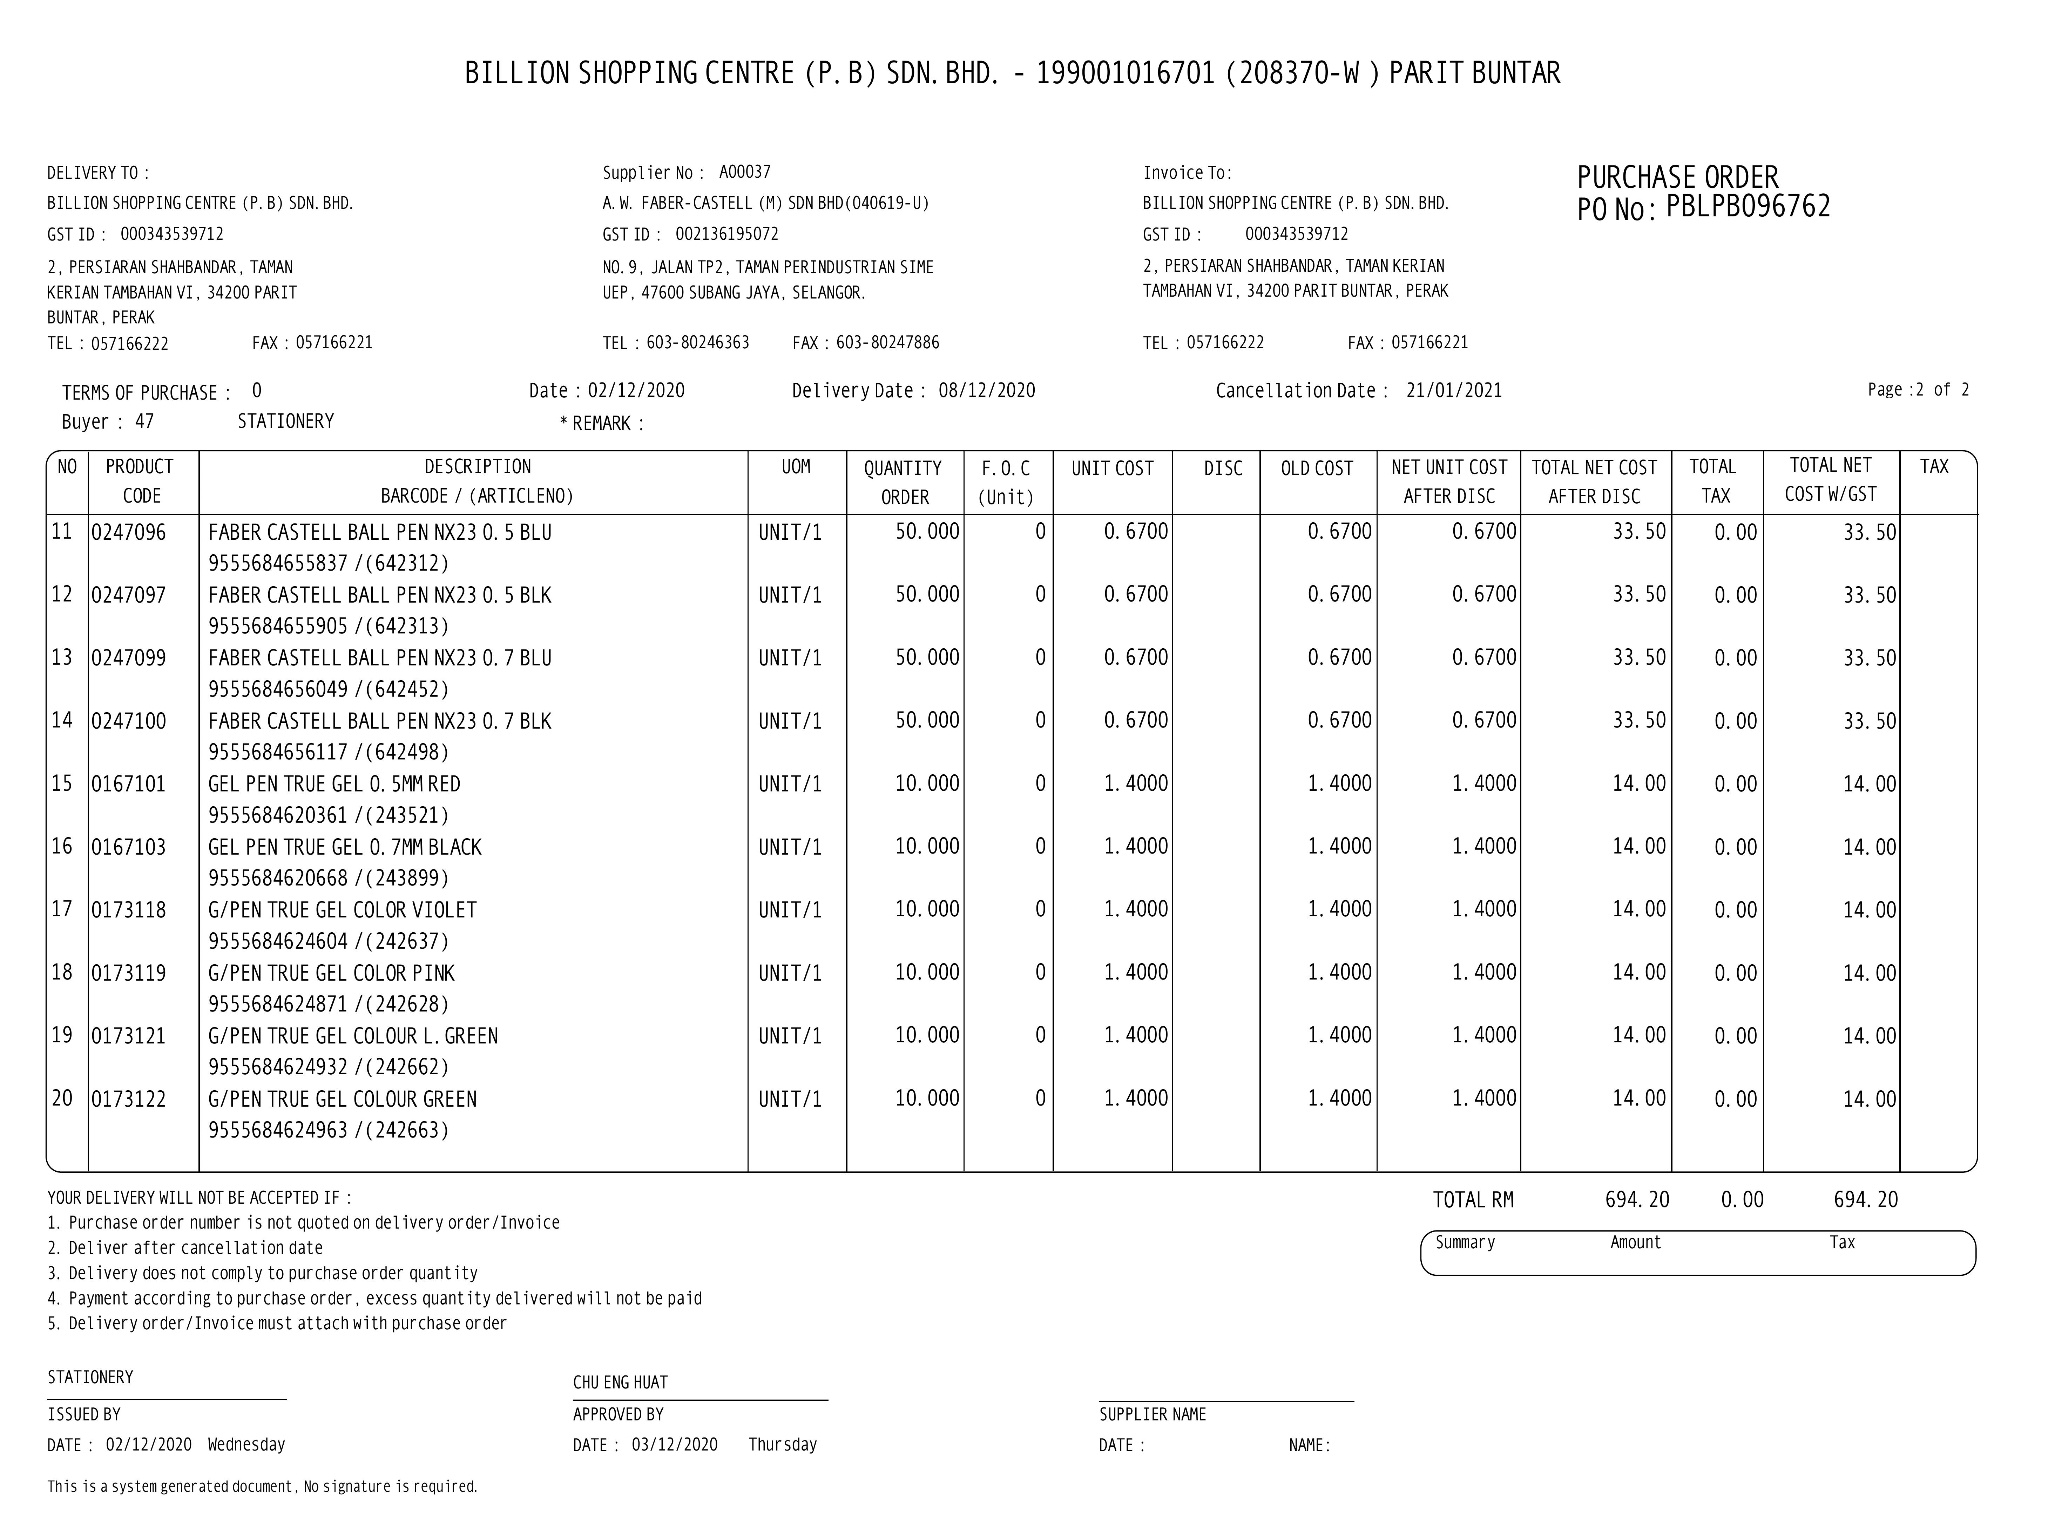 BILLION SHOPPING CENTRE (P.B) SDN.BHD. - 199001016701 (208370-W ) PARIT BUNTAR
DELIVERY TO :
BILLION SHOPPING CENTRE (P.B) SDN.BHD.
GST ID : 000343539712
2, PERSIARAN SHAHBANDAR, TAMAN
KERIAN TAMBAHAN VI, 34200 PARIT
BUNTAR, PERAK
TEL : 057166222 FAX : 057166221
Supplier No : A00037
A.W. FABER-CASTELL (M) SDN BHD(040619-U)
GST ID : 002136195072
NO.9, JALAN TP2, TAMAN PERINDUSTRIAN SIME
UEP, 47600 SUBANG JAYA, SELANGOR.
TEL : 603-80246363 FAX : 603-80247886
Invoice To:
BILLION SHOPPING CENTRE (P.B) SDN.BHD.
GST ID : 000343539712
2, PERSIARAN SHAHBANDAR, TAMAN KERIAN
TAMBAHAN VI, 34200 PARIT BUNTAR, PERAK
TEL : 057166222 FAX : 057166221
PURCHASE ORDER
PO No: PBLPB096762
TERMS OF PURCHASE : 0 Date : 02/12/2020 Delivery Date : 08/12/2020 Cancellation Date : 21/01/2021 Page :2 of 2
Buyer : 47 STATIONERY * REMARK :
NO PRODUCT DESCRIPTION UOM QUANTITY F.O.C UNIT COST DISC OLD COST NET UNIT COST TOTAL NET COST TOTAL TOTAL NET TAX
CODE BARCODE / (ARTICLENO) ORDER (Unit) AFTER DISC AFTER DISC TAX COST W/GST
11 0247096 FABER CASTELL BALL PEN NX23 0.5 BLU UNIT/1 50.000 0 0.6700 0.6700 0.6700 33.50 0.00 33.50
9555684655837 /(642312)
12 0247097 FABER CASTELL BALL PEN NX23 0.5 BLK UNIT/1 50.000 0 0.6700 0.6700 0.6700 33.50 0.00 33.50
9555684655905 /(642313)
13 0247099 FABER CASTELL BALL PEN NX23 0.7 BLU UNIT/1 50.000 0 0.6700 0.6700 0.6700 33.50 0.00 33.50
9555684656049 /(642452)
14 0247100 FABER CASTELL BALL PEN NX23 0.7 BLK UNIT/1 50.000 0 0.6700 0.6700 0.6700 33.50 0.00 33.50
9555684656117 /(642498)
15 0167101 GEL PEN TRUE GEL 0.5MM RED UNIT/1 10.000 0 1.4000 1.4000 1.4000 14.00 0.00 14.00
9555684620361 /(243521)
16 0167103 GEL PEN TRUE GEL 0.7MM BLACK UNIT/1 10.000 0 1.4000 1.4000 1.4000 14.00 0.00 14.00
9555684620668 /(243899)
17 0173118 G/PEN TRUE GEL COLOR VIOLET UNIT/1 10.000 0 1.4000 1.4000 1.4000 14.00 0.00 14.00
9555684624604 /(242637)
18 0173119 G/PEN TRUE GEL COLOR PINK UNIT/1 10.000 0 1.4000 1.4000 1.4000 14.00 0.00 14.00
9555684624871 /(242628)
19 0173121 G/PEN TRUE GEL COLOUR L.GREEN UNIT/1 10.000 0 1.4000 1.4000 1.4000 14.00 0.00 14.00
9555684624932 /(242662)
20 0173122 G/PEN TRUE GEL COLOUR GREEN UNIT/1 10.000 0 1.4000 1.4000 1.4000 14.00 0.00 14.00
9555684624963 /(242663)
TOTAL RM 694.20 0.00 694.20
Summary Amount Tax
YOUR DELIVERY WILL NOT BE ACCEPTED IF :
1. Purchase order number is not quoted on delivery order/Invoice
2. Deliver after cancellation date
3. Delivery does not comply to purchase order quantity
4. Payment according to purchase order, excess quantity delivered will not be paid
5. Delivery order/Invoice must attach with purchase order
STATIONERY CHU ENG HUAT
ISSUED BY APPROVED BY SUPPLIER NAME
DATE : 02/12/2020 Wednesday DATE : 03/12/2020 Thursday DATE : NAME:
This is a system generated document, No signature is required.